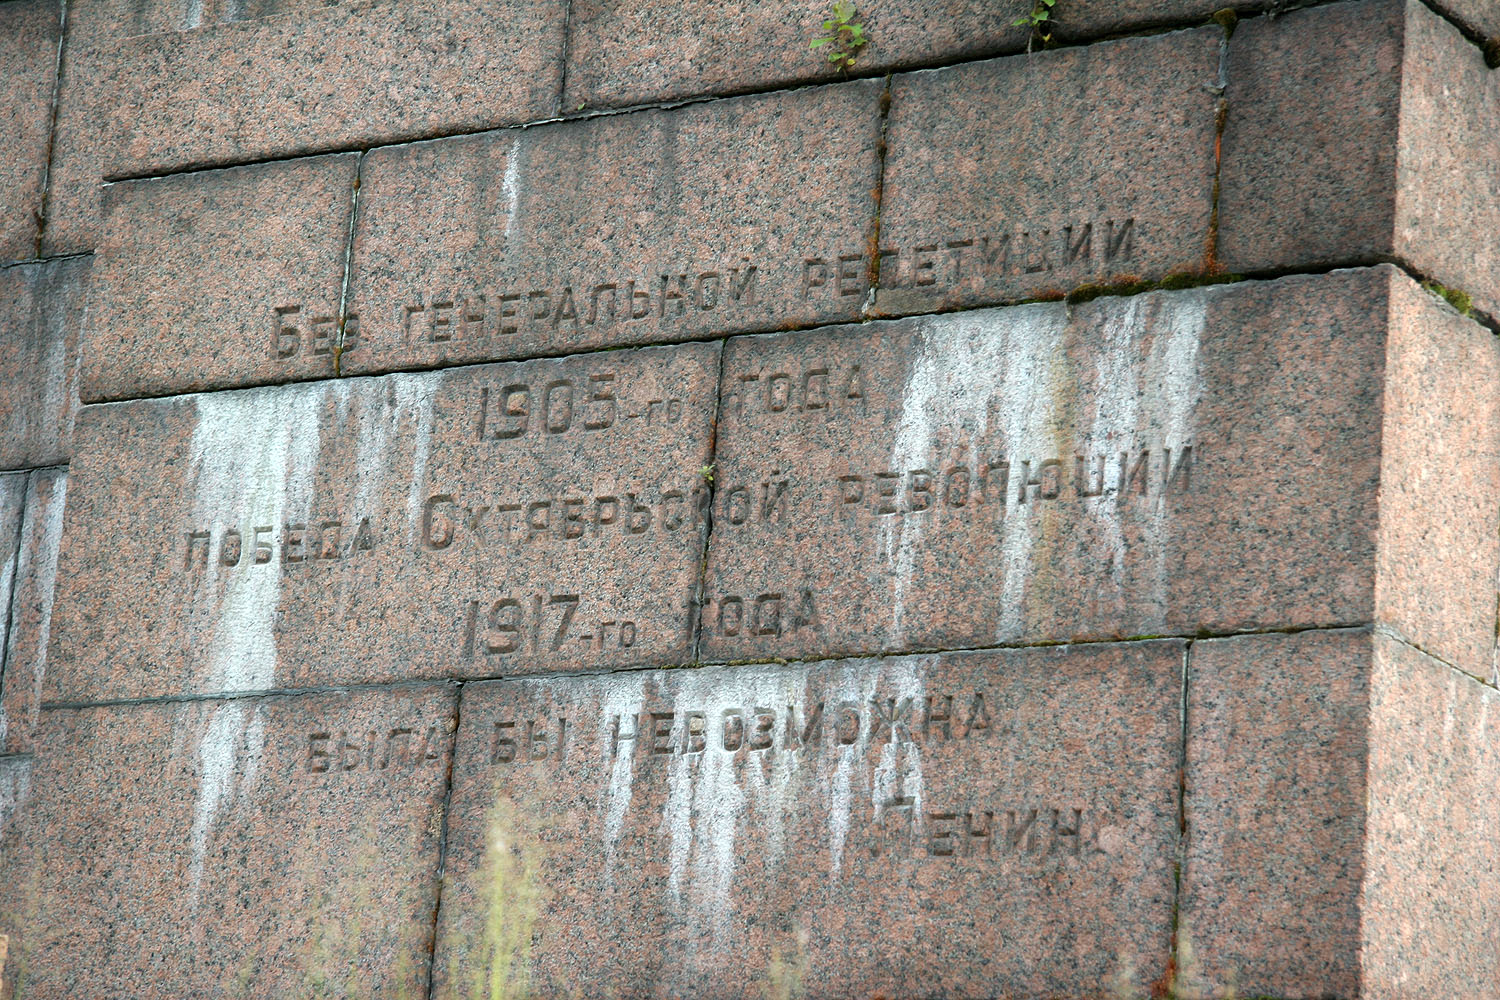 Без генеральной репетиции
1905-го года
победа Октябрьской революции
1917-го года
была бы невозможна.
Ленин